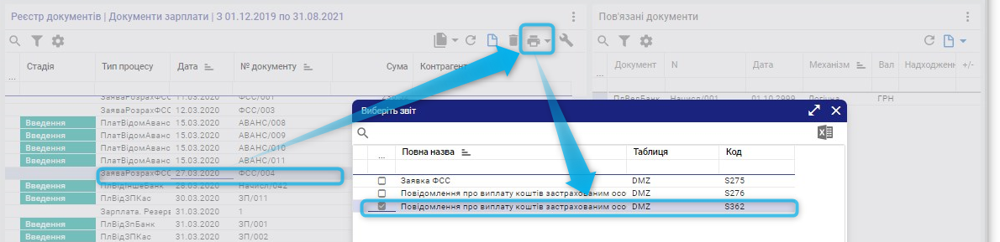 Реєстр документів | Документи зарплати | З 01.12.2019 по 31.08.2021
Пов'язані документи
... Стадія Тип процесу Дата № документу Сума Контрагент
... Документ N Дата Механізм Вал Надходженн +/-
ЗаяваРозрахФСС 11.03.2020 ФСС/001
ПлВедБанк Начисл/001 01.10.2999 Логічна ГРН
ЗаяваРозрахФСС 12.03.2020 ФСС/003
Введення ПлатВідомАванс 15.03.2020 АВАНС/008
Введення ПлатВідомАванс 15.03.2020 АВАНС/009
Введення ПлатВідомАванс 15.03.2020 АВАНС/010
Введення ПлатВідомАванс 15.03.2020 АВАНС/011
ЗаяваРозрахФСС 27.03.2020 ФСС/004
Введення ПлВідІншеБанк 28.03.2020 Начисл/042
Введення ПлВідЗПКас 30.03.2020 ЗП/011
Зарплата. Резерв 31.03.2020 1
Введення ПлВідЗпБанк 31.03.2020 ЗП/001
Введення ПлВідЗПКас 31.03.2020 ЗП/002
Виберіть звіт
... Повна назва Таблиця Код
Заявка ФСС DMZ S275
Повідомлення про виплату коштів застрахованим осо DMZ S276
Повідомлення про виплату коштів застрахованим осо DMZ S362